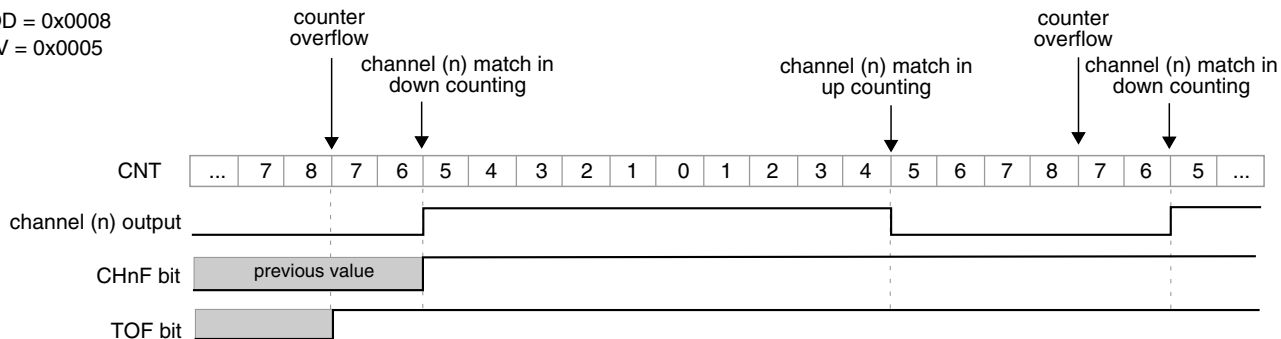 = 0x0008
= 0x0005
counter
overflow
channel (n) match in
down counting
channel (n) match in
up counting
counter
overflow
channel (n) match in
down counting
CNT ... 7 8 7 6 5 4 3 2 1 0 1 2 3 4 5 6 7 8 7 6 5 ...
channel (n) output
CHnF bit previous value
TOF bit